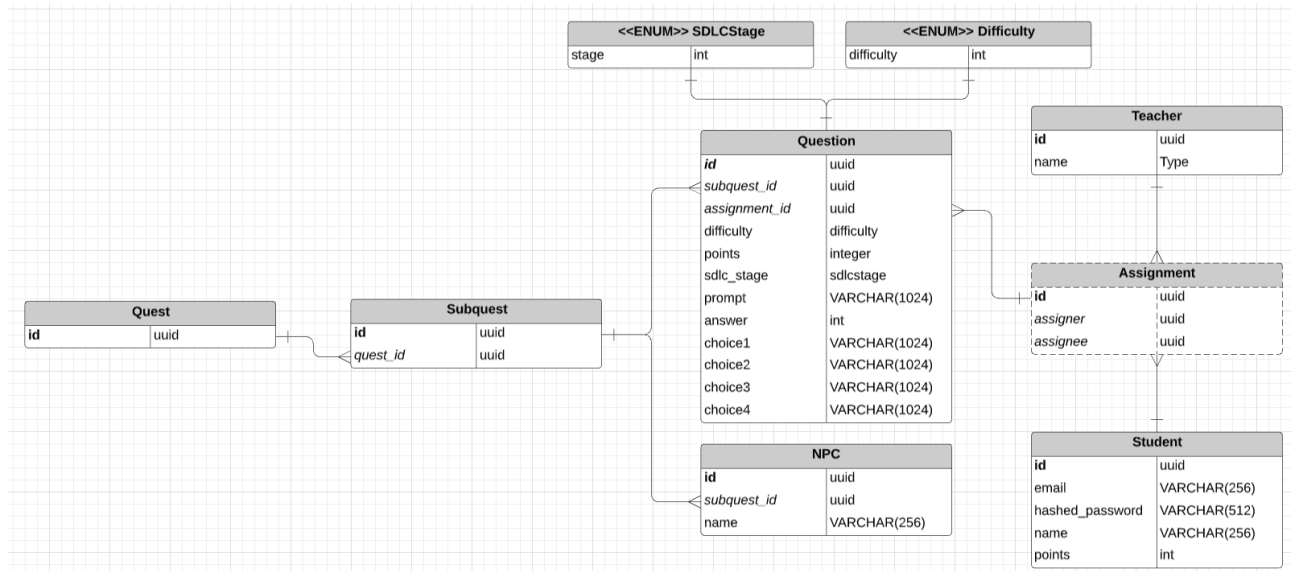 <<ENUM>> SDLCStage
stage int
<<ENUM>> Difficulty
difficulty int
Teacher
id uuid
name Type
Question
id uuid
subquest_id uuid
assignment_id uuid
difficulty difficulty
points integer
sdlc_stage sdlcstage
prompt VARCHAR(1024)
answer int
choice1 VARCHAR(1024)
choice2 VARCHAR(1024)
choice3 VARCHAR(1024)
choice4 VARCHAR(1024)
Assignment
id uuid
assigner uuid
assignee uuid
Quest
id uuid
Subquest
id uuid
quest_id uuid
NPC
id uuid
subquest_id uuid
name VARCHAR(256)
Student
id uuid
email VARCHAR(256)
hashed_password VARCHAR(512)
name VARCHAR(256)
points int